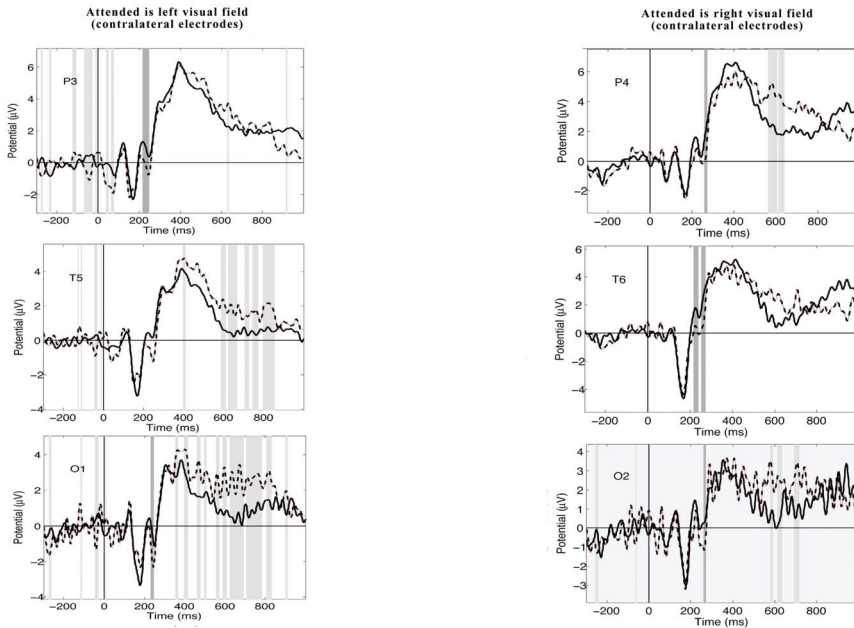 Attended is left visual field
(contralateral electrodes)
Attended is right visual field
(contralateral electrodes)
P3
Potential (μV)
6
4
2
0
−2
−200 0 200 400 600 800
Time (ms)
P4
Potential (μV)
6
4
2
0
−2
−200 0 200 400 600 800
Time (ms)
T5
Potential (μV)
4
2
0
−2
−4
−200 0 200 400 600 800
Time (ms)
T6
Potential (μV)
4
2
0
−2
−4
−200 0 200 400 600 800
Time (ms)
O1
Potential (μV)
4
2
0
−2
−4
−200 0 200 400 600 800
Time (ms)
O2
Potential (μV)
4
3
2
1
0
−1
−2
−3
−200 0 200 400 600 800
Time (ms)